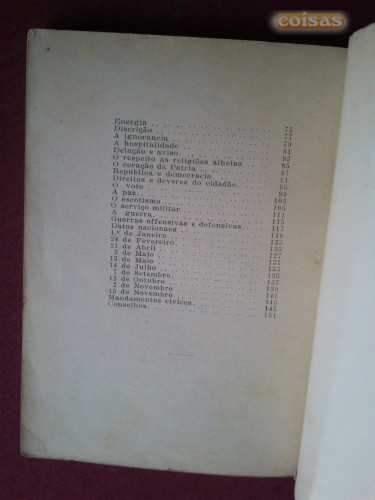 coisas
Energia 75
Discrição 77
A ignorancia 79
A hospitalidade 81
Delação e aviso 83
O respeito ás religiões alheias 85
O coração da Patria 87
Republica e democracia. 91
Direitos e deveres do cidadão. 95
O voto 99
A paz. 103
O escotismo 105
O serviço militar 111
A guerra. 115
Guerras offensivas e defensivas 117
Datas nacionaes 119
1.º de Janeiro 123
24 de Fevereiro 125
21 de Abril 127
3 de Maio 131
13 de Maio 133
14 de Julho 135
7 de Setembro. 137
12 de Outubro 139
2 de Novembro 141
15 de Novembro 143
Mandamentos civicos. 145
Conselhos. 151